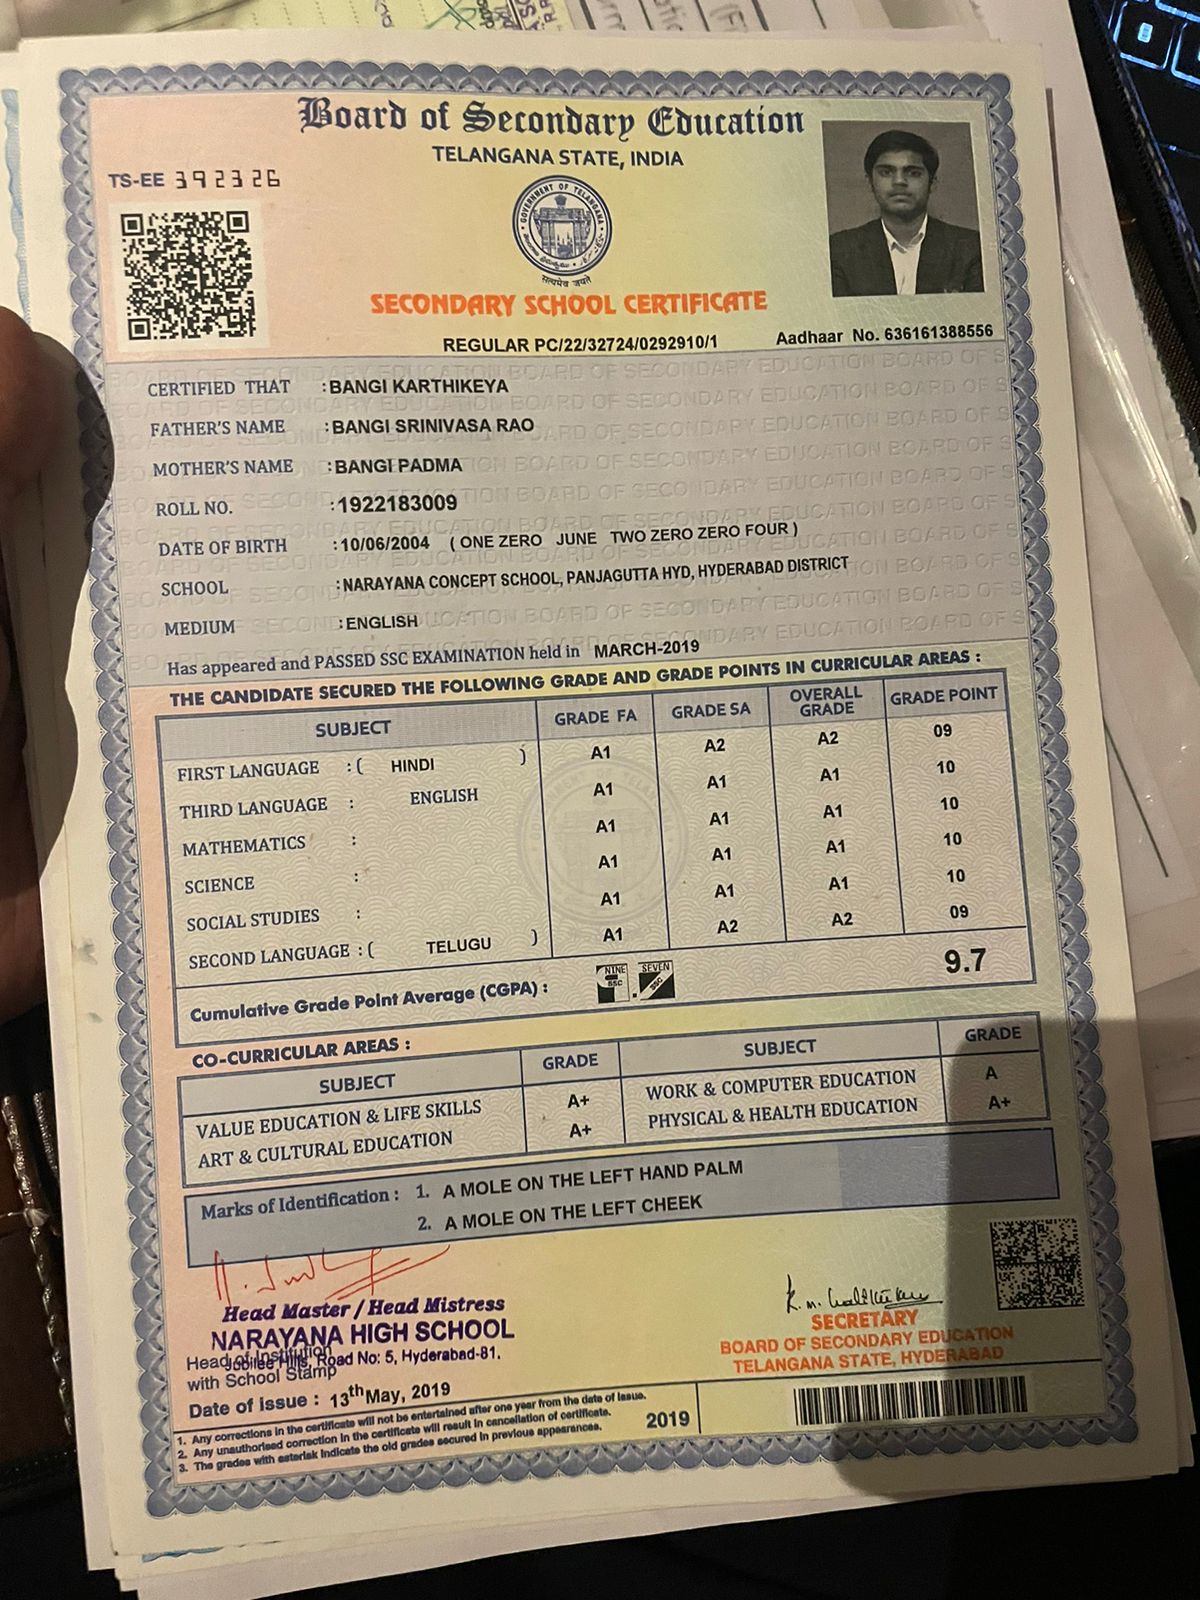 Board of Secondary Education
TELANGANA STATE, INDIA
TS-EE 392326
GOVERNMENT OF TELANGANA
सत्यमेव जयते
SECONDARY SCHOOL CERTIFICATE
REGULAR PC/22/32724/0292910/1
Aadhaar No. 636161388556
CERTIFIED THAT : BANGI KARTHIKEYA
FATHER'S NAME : BANGI SRINIVASA RAO
MOTHER'S NAME : BANGI PADMA
ROLL NO. : 1922183009
DATE OF BIRTH : 10/06/2004 ( ONE ZERO JUNE TWO ZERO ZERO FOUR )
SCHOOL : NARAYANA CONCEPT SCHOOL, PANJAGUTTA HYD, HYDERABAD DISTRICT
MEDIUM : ENGLISH
Has appeared and PASSED SSC EXAMINATION held in MARCH-2019
THE CANDIDATE SECURED THE FOLLOWING GRADE AND GRADE POINTS IN CURRICULAR AREAS :
SUBJECT GRADE FA GRADE SA OVERALL GRADE GRADE POINT
FIRST LANGUAGE : ( HINDI ) A1 A2 A2 09
THIRD LANGUAGE : ENGLISH A1 A1 A1 10
MATHEMATICS : A1 A1 A1 10
SCIENCE : A1 A1 A1 10
SOCIAL STUDIES : A1 A1 A1 10
SECOND LANGUAGE : ( TELUGU ) A1 A2 A2 09
Cumulative Grade Point Average (CGPA) : NINE SSC . SEVEN SSC 9.7
CO-CURRICULAR AREAS :
SUBJECT GRADE SUBJECT GRADE
VALUE EDUCATION & LIFE SKILLS A+ WORK & COMPUTER EDUCATION A
ART & CULTURAL EDUCATION A+ PHYSICAL & HEALTH EDUCATION A+
Marks of Identification : 1. A MOLE ON THE LEFT HAND PALM
2. A MOLE ON THE LEFT CHEEK
Head Master / Head Mistress
NARAYANA HIGH SCHOOL
Jubilee Hills, Road No: 5, Hyderabad-81.
Head of Institution
with School Stamp
Date of issue : 13th May, 2019
SECRETARY
BOARD OF SECONDARY EDUCATION
TELANGANA STATE, HYDERABAD
1. Any corrections in the certificate will not be entertained after one year from the date of issue.
2. Any unauthorised correction in the certificate will result in cancellation of certificate.
3. The grades with asterisk indicate the old grades secured in previous appearances.
2019